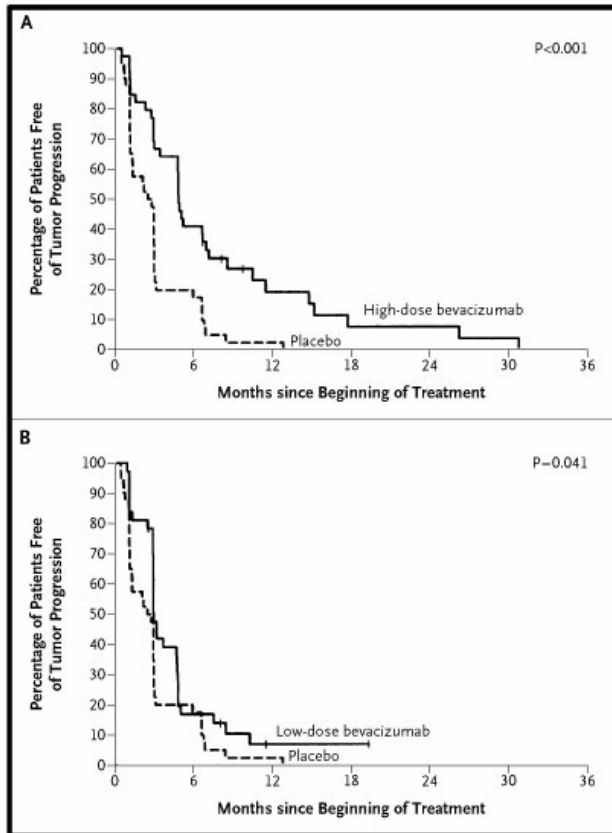 A
P<0.001
100
90
80
70
60
50
40
30
20
10
0
Percentage of Patients Free
of Tumor Progression
High-dose bevacizumab
Placebo
0 6 12 18 24 30 36
Months since Beginning of Treatment
B
P=0.041
100
90
80
70
60
50
40
30
20
10
0
Percentage of Patients Free
of Tumor Progression
Low-dose bevacizumab
Placebo
0 6 12 18 24 30 36
Months since Beginning of Treatment